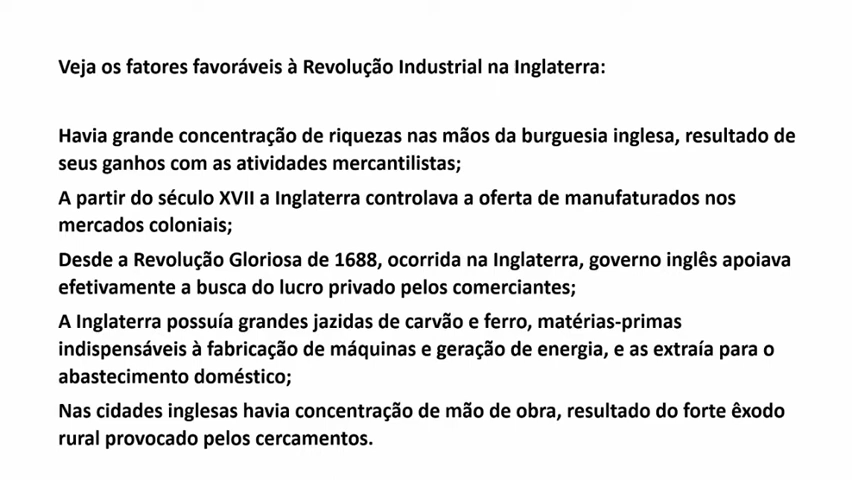 Veja os fatores favoráveis à Revolução Industrial na Inglaterra:
Havia grande concentração de riquezas nas mãos da burguesia inglesa, resultado de
seus ganhos com as atividades mercantilistas;
A partir do século XVII a Inglaterra controlava a oferta de manufaturados nos
mercados coloniais;
Desde a Revolução Gloriosa de 1688, ocorrida na Inglaterra, governo inglês apoiava
efetivamente a busca do lucro privado pelos comerciantes;
A Inglaterra possuía grandes jazidas de carvão e ferro, matérias-primas
indispensáveis à fabricação de máquinas e geração de energia, e as extraía para o
abastecimento doméstico;
Nas cidades inglesas havia concentração de mão de obra, resultado do forte êxodo
rural provocado pelos cercamentos.